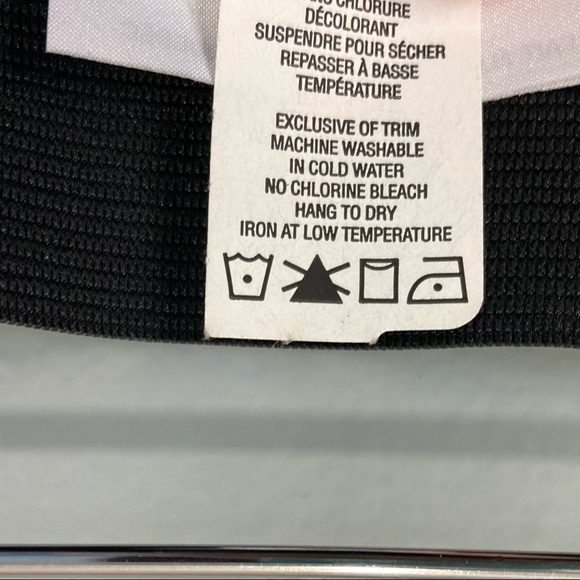 CHLORURE
DÉCOLORANT
SUSPENDRE POUR SÉCHER
REPASSER À BASSE
TEMPÉRATURE
EXCLUSIVE OF TRIM
MACHINE WASHABLE
IN COLD WATER
NO CHLORINE BLEACH
HANG TO DRY
IRON AT LOW TEMPERATURE